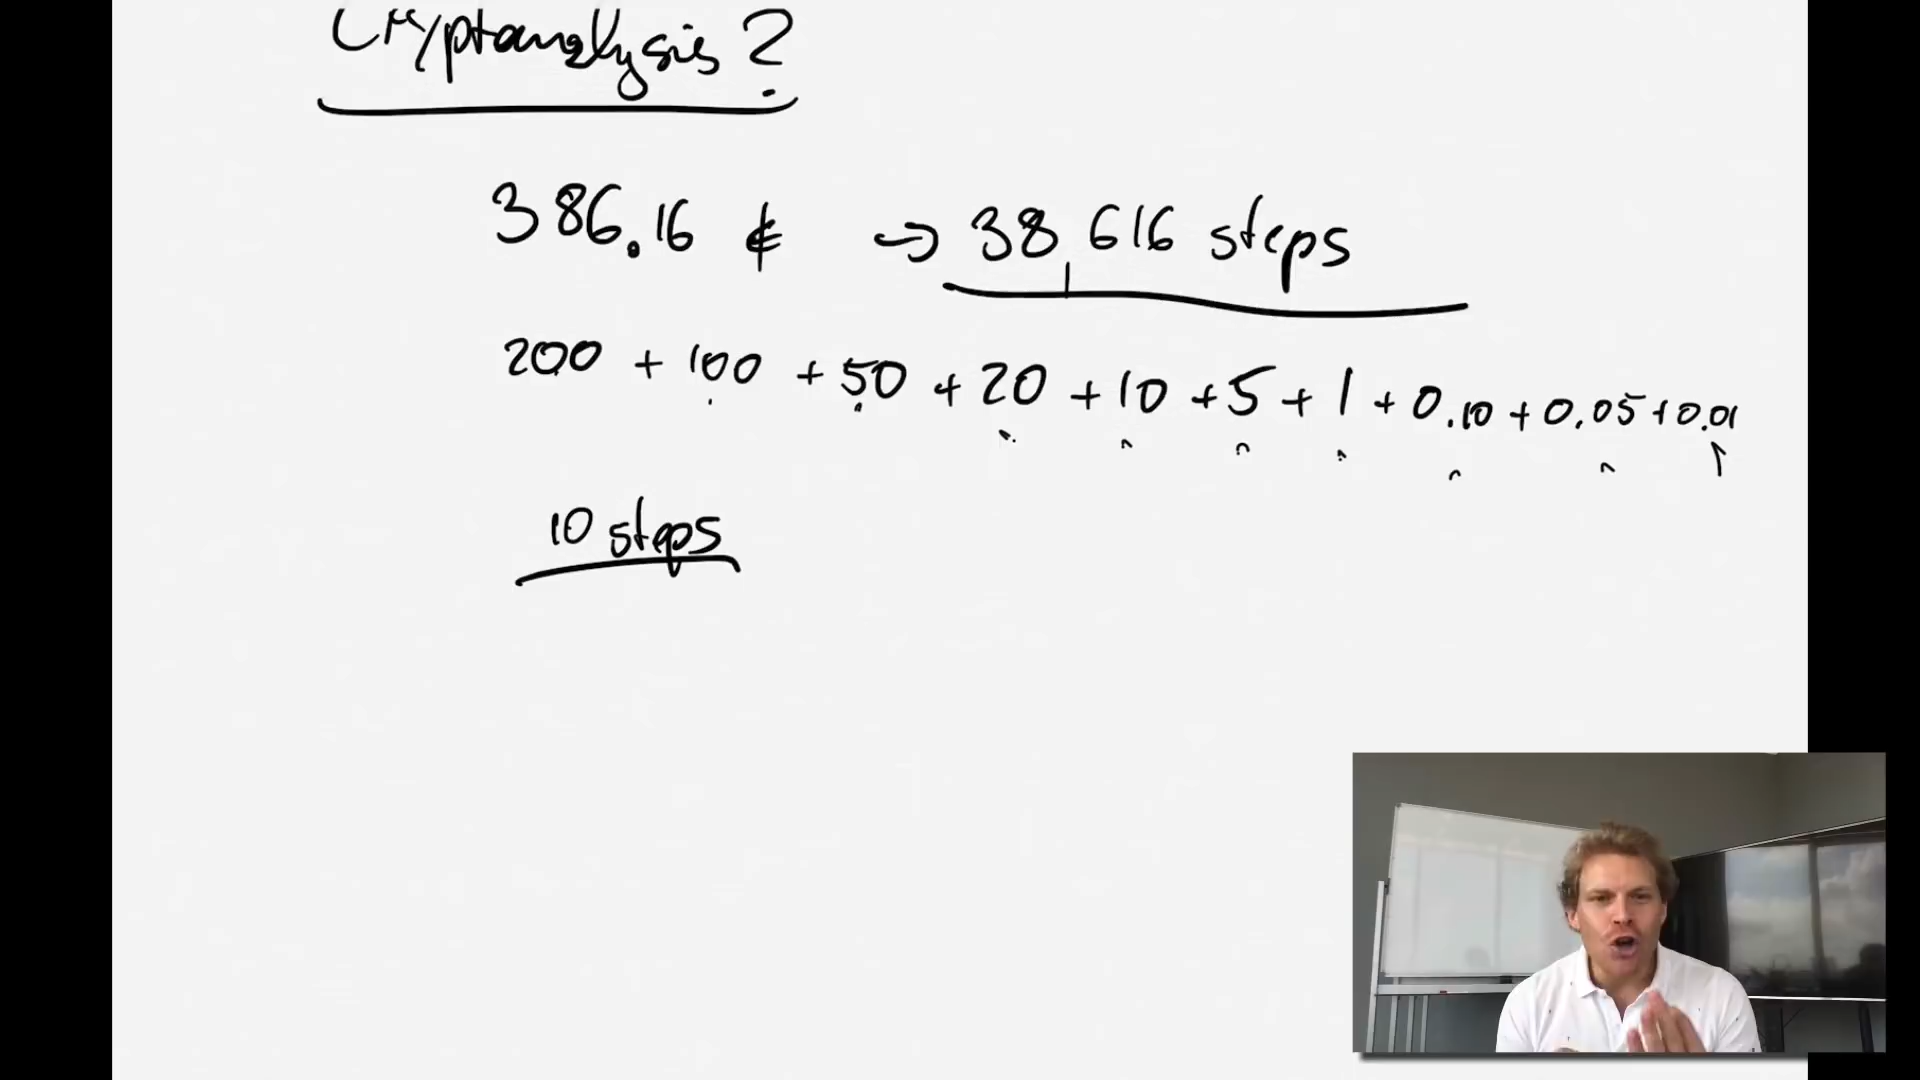 Cryptanalysis ?
386.16 € → 38,616 steps
200 + 100 + 50 + 20 + 10 + 5 + 1 + 0.10 + 0.05 + 0.01
10 steps